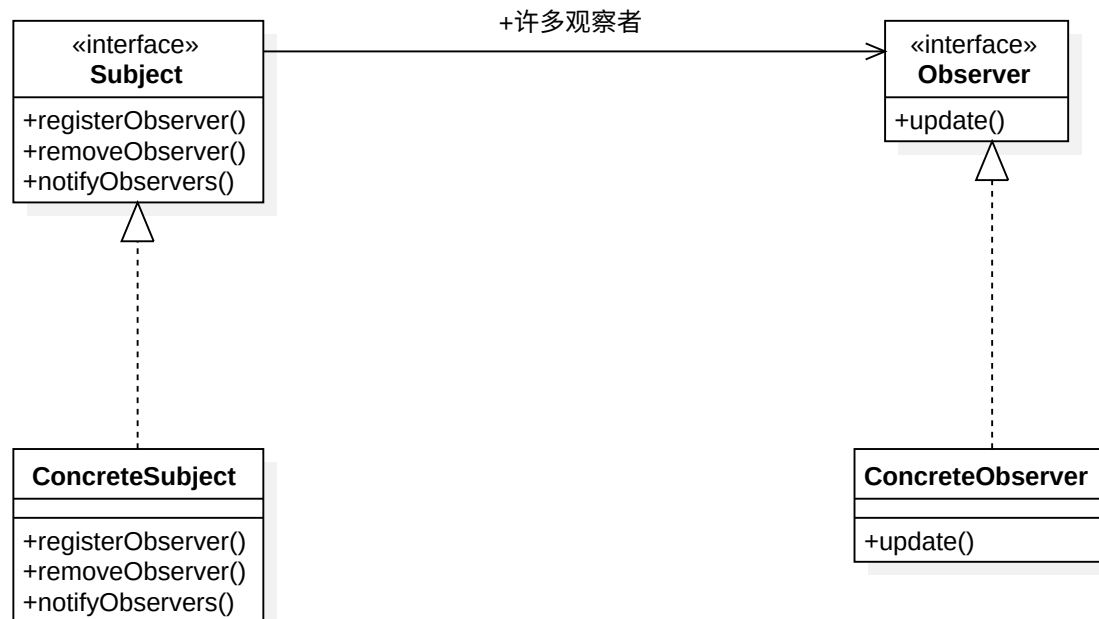 +许多观察者
«interface»
Subject
+registerObserver()
+removeObserver()
+notifyObservers()
«interface»
Observer
+update()
ConcreteSubject
+registerObserver()
+removeObserver()
+notifyObservers()
ConcreteObserver
+update()